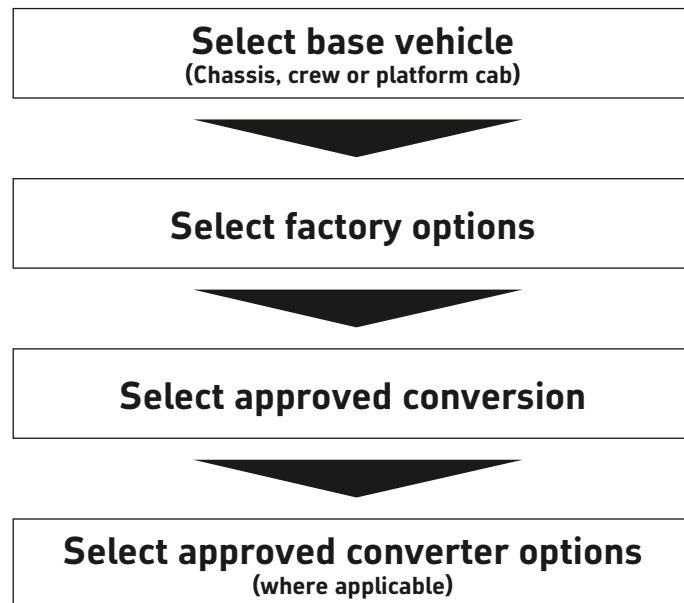 Select base vehicle
(Chassis, crew or platform cab)
Select factory options
Select approved conversion
Select approved converter options
(where applicable)